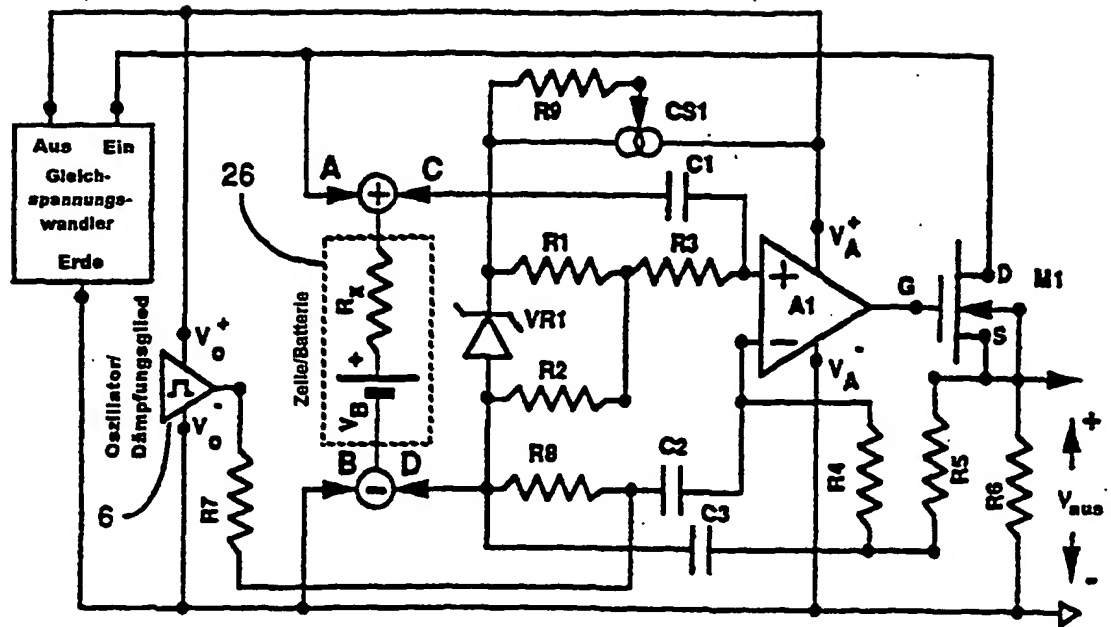 R9
CS1
Aus Ein
Gleich-
spannungs-
wandler
Erde
26
A
C
C1
+
R1
R3
V_A^+
+
A1
−
G
D
M1
S
R_x
Zelle/Batterie
+
V_B
VR1
R2
V_A^-
V_o^+
V_o^-
Oszillator/
Dämpfungsglied
6
R7
B
D
−
R8
C2
C3
R4
R5
R6
+
V_aus
-